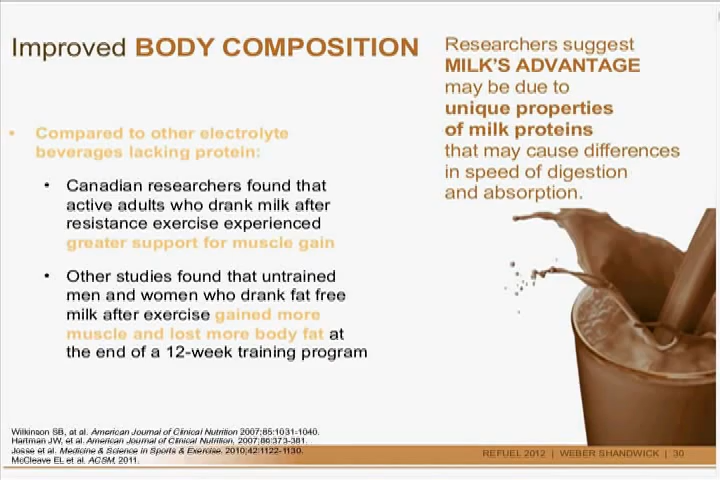 Improved BODY COMPOSITION
• Compared to other electrolyte
beverages lacking protein:
• Canadian researchers found that
active adults who drank milk after
resistance exercise experienced
greater support for muscle gain
• Other studies found that untrained
men and women who drank fat free
milk after exercise gained more
muscle and lost more body fat at
the end of a 12-week training program
Researchers suggest
MILK'S ADVANTAGE
may be due to
unique properties
of milk proteins
that may cause differences
in speed of digestion
and absorption.
Wilkinson SB, at al. American Journal of Clinical Nutrition 2007;85:1031-1040.
Hartman JW, et al. American Journal of Clinical Nutrition, 2007;86:373-381.
Josse et al. Medicine & Science in Sports & Exercise. 2010;42:1122-1130.
McCleave EL et al. ACSM, 2011.
REFUEL 2012 | WEBER SHANDWICK | 30